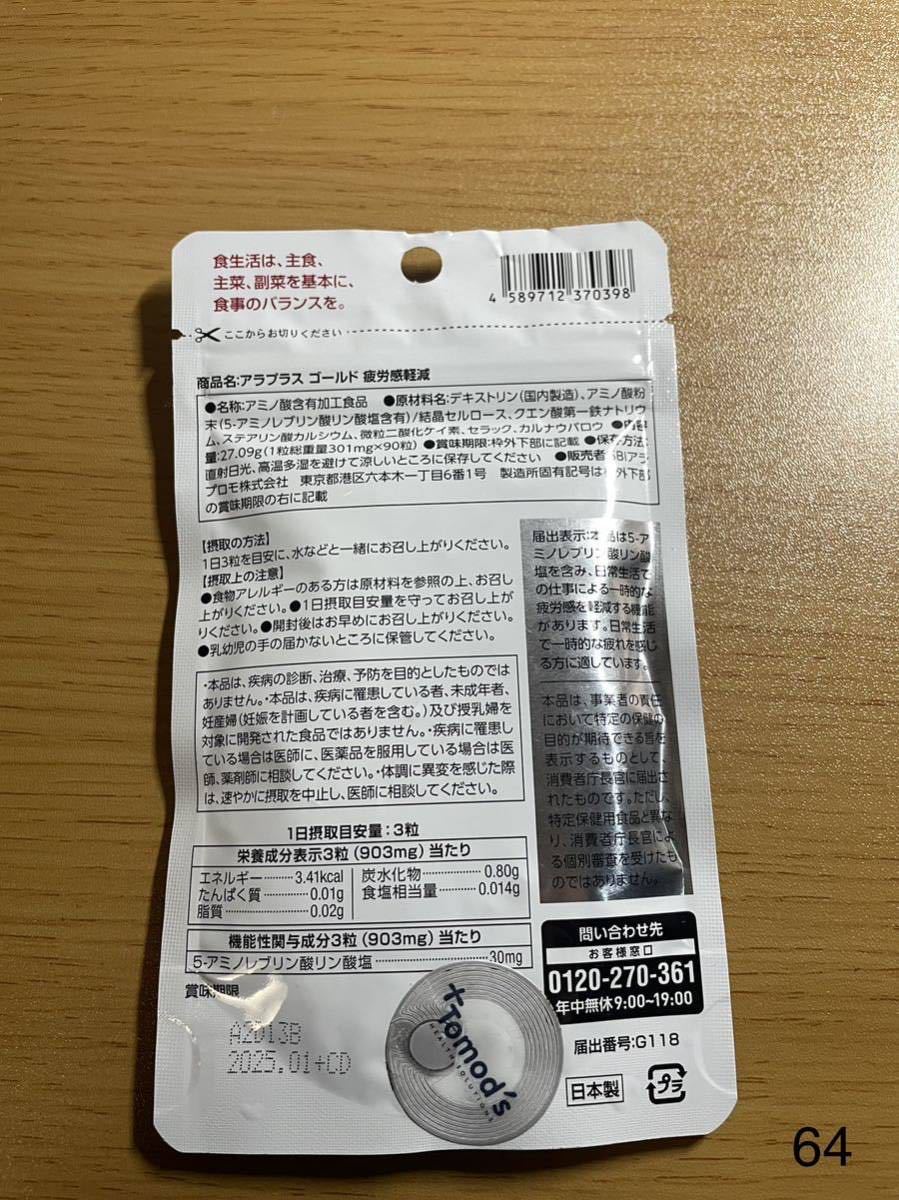 食生活は、主食、
主菜、副菜を基本に、
食事のバランスを。
4 589712 370398
ここからお切りください
商品名:アラプラス ゴールド 疲労感軽減
●名称:アミノ酸含有加工食品 ●原材料名:デキストリン(国内製造)、アミノ酸粉
末(5-アミノレブリン酸リン酸塩含有)/結晶セルロース、クエン酸第一鉄ナトリウ
ム、ステアリン酸カルシウム、微粒二酸化ケイ素、セラック、カルナウバロウ ●内容
量:27.09g(1粒総重量301mg×90粒) ●賞味期限:枠外下部に記載 ●保存方法:
直射日光、高温多湿を避けて涼しいところに保存してください ●販売者:SBIアラ
プロモ株式会社 東京都港区六本木一丁目6番1号 製造所固有記号は枠外下部
の賞味期限の右に記載
【摂取の方法】
1日3粒を目安に、水などと一緒にお召し上がりください。
【摂取上の注意】
●食物アレルギーのある方は原材料を参照の上、お召し
上がりください。●1日摂取目安量を守ってお召し上が
りください。●開封後はお早めにお召し上がりください。
●乳幼児の手の届かないところに保管してください。
・本品は、疾病の診断、治療、予防を目的としたものでは
ありません。・本品は、疾病に罹患している者、未成年者、
妊産婦(妊娠を計画している者を含む。)及び授乳婦を
対象に開発された食品ではありません。・疾病に罹患し
ている場合は医師に、医薬品を服用している場合は医
師、薬剤師に相談してください。・体調に異変を感じた際
は、速やかに摂取を中止し、医師に相談してください。
届出表示:本品は5-ア
ミノレブリン酸リン酸
塩を含み、日常生活で
の仕事による一時的な
疲労感を軽減する機能
があります。日常生活
で一時的な疲れを感じ
る方に適しています。
本品は、事業者の責任
において特定の保健の
目的が期待できる旨を
表示するものとして、
消費者庁長官に届出さ
れたものです。ただし、
特定保健用食品と異な
り、消費者庁長官によ
る個別審査を受けたも
のではありません。
1日摂取目安量:3粒
栄養成分表示3粒(903mg)当たり
エネルギー 3.41kcal
たんぱく質 0.01g
脂質 0.02g
炭水化物 0.80g
食塩相当量 0.014g
機能性関与成分3粒(903mg)当たり
5-アミノレブリン酸リン酸塩 30mg
問い合わせ先
お客様窓口
0120-270-361
年中無休9:00~19:00
賞味期限
A2D13B
2025.01+CD
Tomod's
HEALTH SOLUTIONS
届出番号:G118
日本製
プラ
64